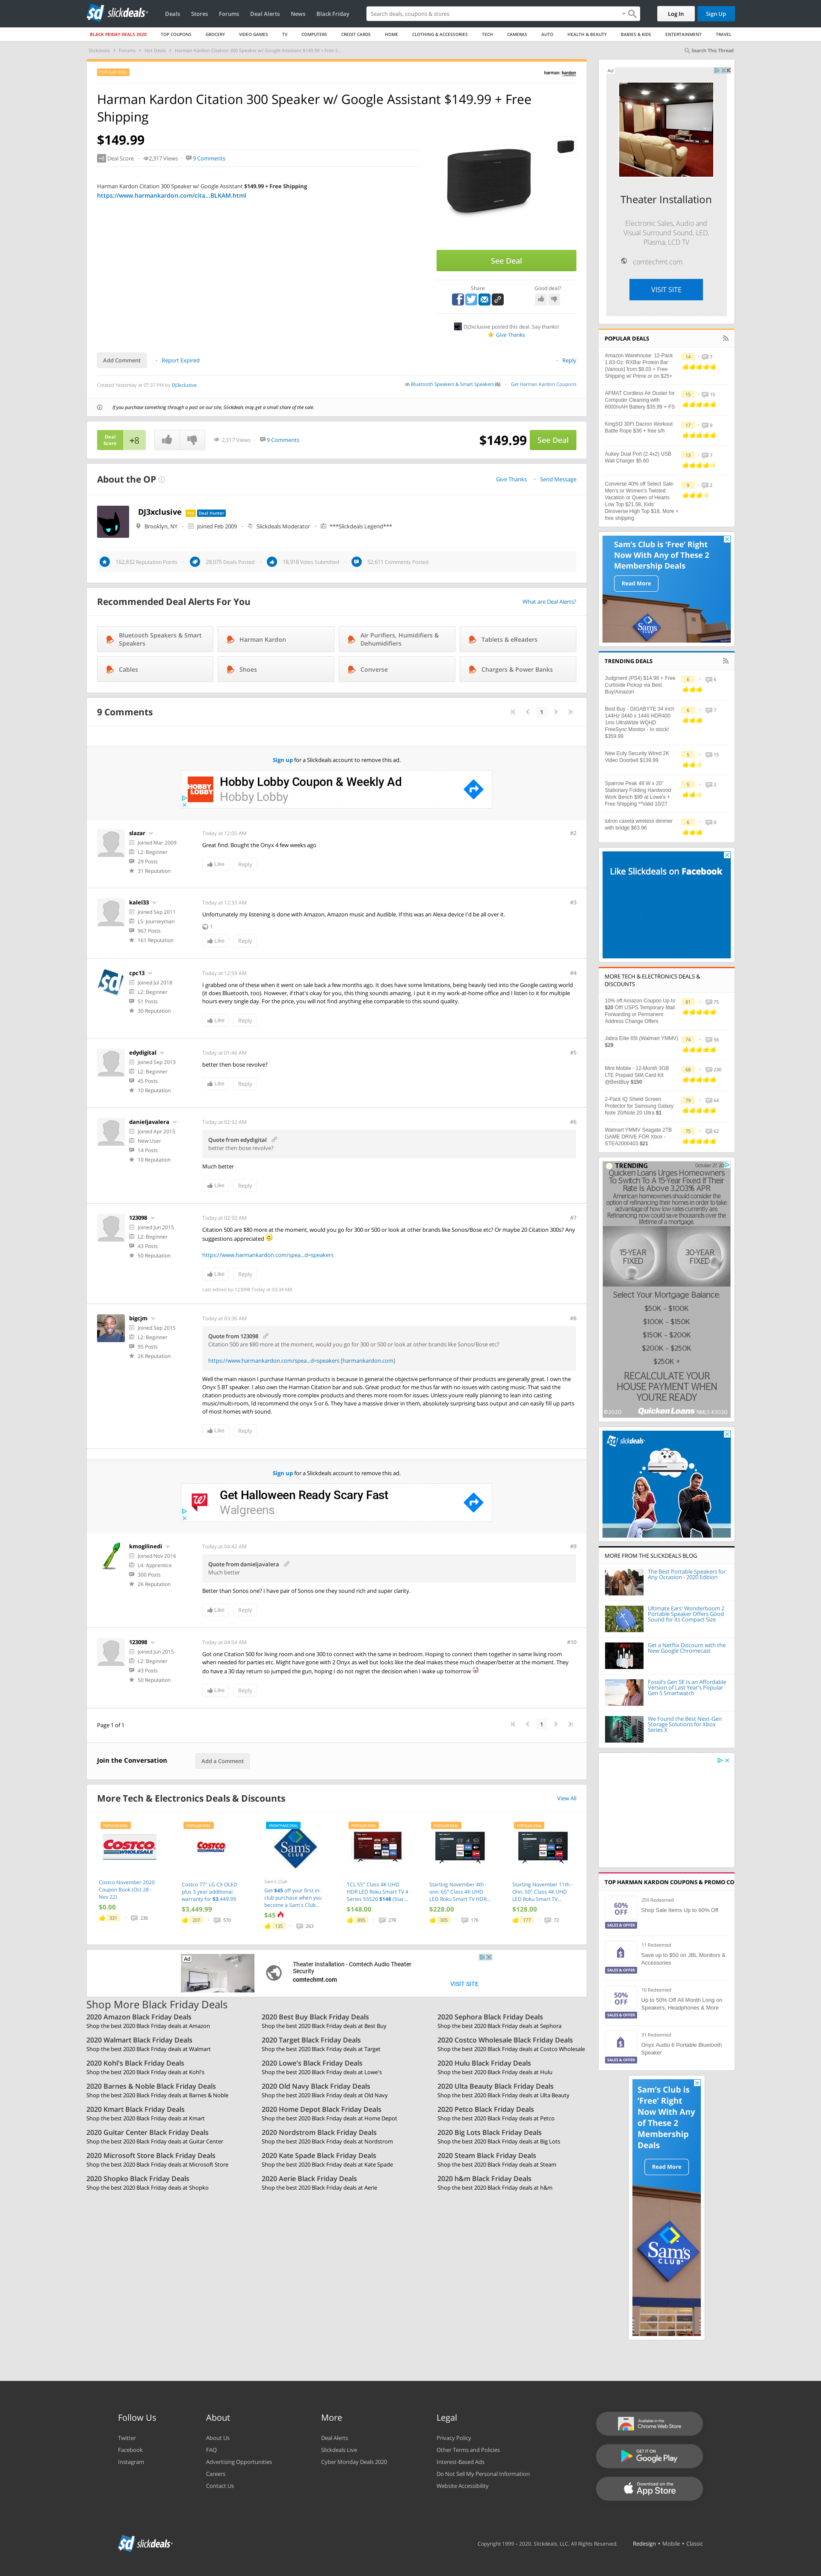 slickdeals
Deals Stores Forums Deal Alerts News Black Friday
Search deals, coupons & stores
Log In Sign Up
BLACK FRIDAY DEALS 2020 TOP COUPONS GROCERY VIDEO GAMES TV COMPUTERS CREDIT CARDS HOME CLOTHING & ACCESSORIES TECH CAMERAS AUTO HEALTH & BEAUTY BABIES & KIDS ENTERTAINMENT TRAVEL
Slickdeals > Forums > Hot Deals > Harman Kardon Citation 300 Speaker w/ Google Assistant $149.99 + Free S...
Search This Thread
POPULAR DEAL
harman kardon
Harman Kardon Citation 300 Speaker w/ Google Assistant $149.99 + Free
Shipping
$149.99
+8 Deal Score 2,317 Views 9 Comments
Harman Kardon Citation 300 Speaker w/ Google Assistant $149.99 + Free Shipping
https://www.harmankardon.com/cita...BLKAM.html
See Deal
Share Good deal?
DJ3xclusive posted this deal. Say thanks!
Give Thanks
Add Comment Report Expired Reply
Created Yesterday at 07:37 PM by DJ3xclusive
in Bluetooth Speakers & Smart Speakers (6) Get Harman Kardon Coupons
If you purchase something through a post on our site, Slickdeals may get a small share of the sale.
Deal
Score +8
2,317 Views 9 Comments
$149.99 See Deal
About the OP
Give Thanks Send Message
DJ3xclusive Pro Deal Hunter
Brooklyn, NY Joined Feb 2009 Slickdeals Moderator ***Slickdeals Legend***
162,832 Reputation Points 28,075 Deals Posted 18,918 Votes Submitted 52,611 Comments Posted
Recommended Deal Alerts For You
What are Deal Alerts?
Bluetooth Speakers & Smart
Speakers
Harman Kardon
Air Purifiers, Humidifiers &
Dehumidifiers
Tablets & eReaders
Cables
Shoes
Converse
Chargers & Power Banks
9 Comments
1
Sign up for a Slickdeals account to remove this ad.
HOBBY
LOBBY
Hobby Lobby Coupon & Weekly Ad
Hobby Lobby
slazar
Joined Mar 2009
L2: Beginner
29 Posts
31 Reputation
Today at 12:05 AM #2
Great find. Bought the Onyx 4 few weeks ago
Like Reply
kalel33
Joined Sep 2011
L5: Journeyman
967 Posts
161 Reputation
Today at 12:33 AM #3
Unfortunately my listening is done with Amazon, Amazon music and Audible. If this was an Alexa device I'd be all over it.
1
Like Reply
cpc13
Joined Jul 2018
L2: Beginner
51 Posts
30 Reputation
Today at 12:59 AM #4
I grabbed one of these when it went on sale back a few months ago. It does have some limitations, being heavily tied into the Google casting world
(it does Bluetooth, too). However, if that's okay for you, this thing sounds amazing. I put it in my work-at-home home office and I listen to it for multiple
hours every single day. For the price, you will not find anything else comparable to this sound quality.
Like Reply
edydigital
Joined Sep 2013
L2: Beginner
45 Posts
10 Reputation
Today at 01:46 AM #5
better then bose revolve?
Like Reply
danieljavalera
Joined Apr 2015
New User
14 Posts
10 Reputation
Today at 02:32 AM #6
Quote from edydigital
better then bose revolve?
Much better
Like Reply
123098
Joined Jun 2015
L2: Beginner
43 Posts
50 Reputation
Today at 02:50 AM #7
Citation 500 are $80 more at the moment, would you go for 300 or 500 or look at other brands like Sonos/Bose etc? Or maybe 20 Citation 300s? Any
suggestions appreciated
https://www.harmankardon.com/spea...d=speakers
Like Reply
Last edited by 123098 Today at 03:34 AM
bigcjm
Joined Sep 2015
L2: Beginner
95 Posts
26 Reputation
Today at 03:36 AM #8
Quote from 123098
Citation 500 are $80 more at the moment, would you go for 300 or 500 or look at other brands like Sonos/Bose etc?
https://www.harmankardon.com/spea...d=speakers [harmankardon.com]
Well the main reason I purchase Harman products is because in general the objective performance of their products are generally great. I own the
Onyx 5 BT speaker. I also own the Harman Citation bar and sub. Great product for me thus far with no issues with casting music. That said the
citation products are obviously more complex products and theres more room for issues. Unless youre really planning to lean into casting
music/multi-room, Id recommend the onyx 5 or 6. They have a massive driver in them, absolutely surprising bass output and can easily fill up parts
of most homes with sound.
Like Reply
Sign up for a Slickdeals account to remove this ad.
Get Halloween Ready Scary Fast
Walgreens
kmogilinedi
Joined Nov 2016
L4: Apprentice
300 Posts
26 Reputation
Today at 04:42 AM #9
Quote from danieljavalera
Much better
Better than Sonos one? I have pair of Sonos one they sound rich and super clarity.
Like Reply
123098
Joined Jun 2015
L2: Beginner
43 Posts
50 Reputation
Today at 04:54 AM #10
Got one Citation 500 for living room and one 300 to connect with the same in bedroom. Hoping to connect them together in same living room
when needed for parties etc. Might have gone with 2 Onyx as well but looks like the deal makes these much cheaper/better at the moment. They
do have a 30 day return so jumped the gun, hoping I do not regret the decision when I wake up tomorrow
Like Reply
Page 1 of 1
1
Join the Conversation Add a Comment
More Tech & Electronics Deals & Discounts
View All
POPULAR DEAL
COSTCO WHOLESALE
Costco November 2020
Coupon Book (Oct 28 -
Nov 22)
$0.00
331 236
POPULAR DEAL
Costco 77" LG CX OLED
plus 3 year additional
warranty for $3,449.99
$3,449.99
207 570
FRONTPAGE DEAL
Sam's Club
Get $45 off your first in-
club purchase when you
become a Sam's Club...
$45
135 263
POPULAR DEAL
TCL 55" Class 4K UHD
HDR LED Roku Smart TV 4
Series 55S20 $148 (Star...
$148.00
895 278
POPULAR DEAL
Starting November 4th -
onn. 65" Class 4K UHD
LED Roku Smart TV HDR...
$228.00
305 176
POPULAR DEAL
Starting November 11th -
Onn. 50" Class 4K UHD
LED Roku Smart TV...
$128.00
177 72
Ad
Theater Installation - Comtech Audio Theater
Security
comtechmt.com
VISIT SITE
Shop More Black Friday Deals
2020 Amazon Black Friday Deals
Shop the best 2020 Black Friday deals at Amazon
2020 Best Buy Black Friday Deals
Shop the best 2020 Black Friday deals at Best Buy
2020 Sephora Black Friday Deals
Shop the best 2020 Black Friday deals at Sephora
2020 Walmart Black Friday Deals
Shop the best 2020 Black Friday deals at Walmart
2020 Target Black Friday Deals
Shop the best 2020 Black Friday deals at Target
2020 Costco Wholesale Black Friday Deals
Shop the best 2020 Black Friday deals at Costco Wholesale
2020 Kohl's Black Friday Deals
Shop the best 2020 Black Friday deals at Kohl's
2020 Lowe's Black Friday Deals
Shop the best 2020 Black Friday deals at Lowe's
2020 Hulu Black Friday Deals
Shop the best 2020 Black Friday deals at Hulu
2020 Barnes & Noble Black Friday Deals
Shop the best 2020 Black Friday deals at Barnes & Noble
2020 Old Navy Black Friday Deals
Shop the best 2020 Black Friday deals at Old Navy
2020 Ulta Beauty Black Friday Deals
Shop the best 2020 Black Friday deals at Ulta Beauty
2020 Kmart Black Friday Deals
Shop the best 2020 Black Friday deals at Kmart
2020 Home Depot Black Friday Deals
Shop the best 2020 Black Friday deals at Home Depot
2020 Petco Black Friday Deals
Shop the best 2020 Black Friday deals at Petco
2020 Guitar Center Black Friday Deals
Shop the best 2020 Black Friday deals at Guitar Center
2020 Nordstrom Black Friday Deals
Shop the best 2020 Black Friday deals at Nordstrom
2020 Big Lots Black Friday Deals
Shop the best 2020 Black Friday deals at Big Lots
2020 Microsoft Store Black Friday Deals
Shop the best 2020 Black Friday deals at Microsoft Store
2020 Kate Spade Black Friday Deals
Shop the best 2020 Black Friday deals at Kate Spade
2020 Steam Black Friday Deals
Shop the best 2020 Black Friday deals at Steam
2020 Shopko Black Friday Deals
Shop the best 2020 Black Friday deals at Shopko
2020 Aerie Black Friday Deals
Shop the best 2020 Black Friday deals at Aerie
2020 h&m Black Friday Deals
Shop the best 2020 Black Friday deals at h&m
Ad
Theater Installation
Electronic Sales, Audio and
Visual Surround Sound, LED,
Plasma, LCD TV
comtechmt.com
VISIT SITE
POPULAR DEALS
Amazon Warehouse: 12-Pack
1.83-Oz. RXBar Protein Bar
(Various) from $8.03 + Free
Shipping w/ Prime or on $25+
14 7
AFMAT Cordless Air Duster for
Computer Cleaning with
6000mAH Battery $35.99 + FS
15 15
KingSO 30Ft Dacron Workout
Battle Rope $36 + free s/h
17 9
Aukey Dual Port (2.4x2) USB
Wall Charger $5.60
13 7
Converse 40% off Select Sale:
Men's or Women's Twisted
Vacation or Queen of Hearts
Low Top $21.58, Kids'
Dinoverse High Top $18, More +
free shipping
9 2
Sam's Club is 'Free' Right
Now With Any of These 2
Membership Deals
Read More
TRENDING DEALS
Judgment (PS4) $14.99 + Free
Curbside Pickup via Best
Buy/Amazon
6 6
Best Buy - GIGABYTE 34 inch
144Hz 3440 x 1440 HDR400
1ms UltraWide WQHD
FreeSync Monitor - In stock!
$359.99
6 7
New Eufy Security Wired 2K
Video Doorbell $139.99
5 15
Sparrow Peak 48 W x 20"
Stationary Folding Hardwood
Work Bench $99 at Lowe's +
Free Shipping **Valid 10/27
5 2
lutron caseta wireless dimmer
with bridge $63.96
6 0
Like Slickdeals on Facebook
MORE TECH & ELECTRONICS DEALS &
DISCOUNTS
10% off Amazon Coupon Up to
$20 Off! USPS Temporary Mail
Forwarding or Permanent
Address Change Offers
81 75
Jabra Elite 65t (Walmart YMMV)
$29
74 56
Mint Mobile - 12-Month 3GB
LTE Prepaid SIM Card Kit
@BestBuy $150
68 230
2-Pack IQ Shield Screen
Protector for Samsung Galaxy
Note 20/Note 20 Ultra $1
79 64
Walmart YMMV Seagate 2TB
GAME DRIVE FOR Xbox -
STEA2000403 $21
75 62
TRENDING October 27, 20
Quicken Loans Urges Homeowners
To Switch To A 15-Year Fixed If Their
Rate Is Above 3.203% APR
American homeowners should consider the
option of refinancing their homes in order to take
advantage of how low rates currently are.
Refinancing now could save thousands over the
lifetime of a mortgage.
15-YEAR
FIXED
30-YEAR
FIXED
Select Your Mortgage Balance:
$50K - $100K
$100K - $150K
$150K - $200K
$200K - $250K
$250K +
RECALCULATE YOUR
HOUSE PAYMENT WHEN
YOU'RE READY
©2020 Quicken Loans NMLS #3030
slickdeals
MORE FROM THE SLICKDEALS BLOG
The Best Portable Speakers for
Any Occasion - 2020 Edition
Ultimate Ears' Wonderboom 2
Portable Speaker Offers Good
Sound for Its Compact Size
Get a Netflix Discount with the
New Google Chromecast
Fossil's Gen 5E Is an Affordable
Version of Last Year's Popular
Gen 5 Smartwatch
We Found the Best Next-Gen
Storage Solutions for Xbox
Series X
TOP HARMAN KARDON COUPONS & PROMO CO
60%
OFF
SALES & OFFER
259 Redeemed
Shop Sale Items Up to 60% Off
SALES & OFFER
11 Redeemed
Save up to $50 on JBL Monitors &
Accessories
50%
OFF
SALES & OFFER
10 Redeemed
Up to 50% Off All Month Long on
Speakers, Headphones & More
SALES & OFFER
31 Redeemed
Onyx Audio 6 Portable Bluetooth
Speaker
Sam's Club is
'Free' Right
Now With Any
of These 2
Membership
Deals
Read More
Sam's
CLUB
Follow Us
Twitter
Facebook
Instagram
About
About Us
FAQ
Advertising Opportunities
Careers
Contact Us
More
Deal Alerts
Slickdeals Live
Cyber Monday Deals 2020
Legal
Privacy Policy
Other Terms and Policies
Interest-Based Ads
Do Not Sell My Personal Information
Website Accessibility
Available in the
Chrome Web Store
GET IT ON
Google Play
Download on the
App Store
slickdeals
Copyright 1999 - 2020. Slickdeals, LLC. All Rights Reserved. Redesign • Mobile • Classic